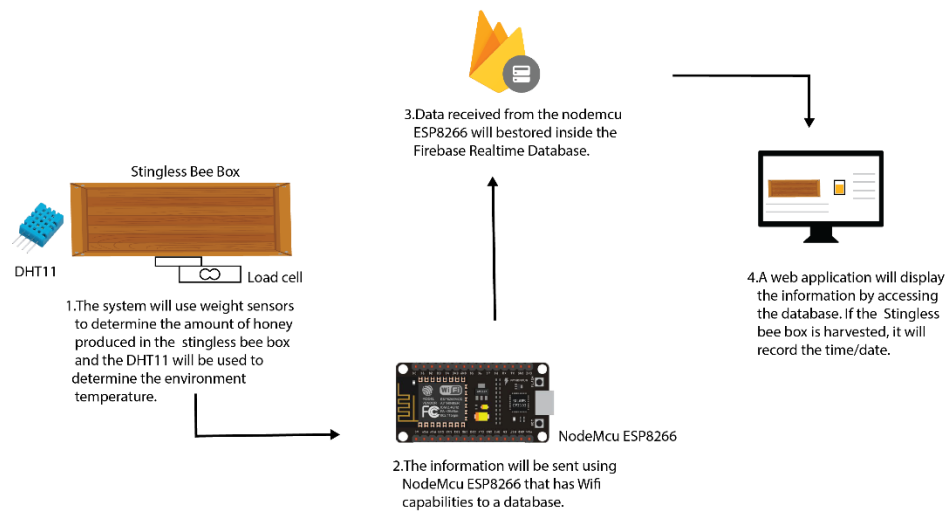 Stingless Bee Box
DHT11
Load cell
1.The system will use weight sensors
to determine the amount of honey
produced in the stingless bee box
and the DHT11 will be used to
determine the environment
temperature.
NodeMcu ESP8266
2.The information will be sent using
NodeMcu ESP8266 that has Wifi
capabilities to a database.
3.Data received from the nodemcu
ESP8266 will bestored inside the
Firebase Realtime Database.
4.A web application will display
the information by accessing
the database. If the Stingless
bee box is harvested, it will
record the time/date.
WiFi
FC